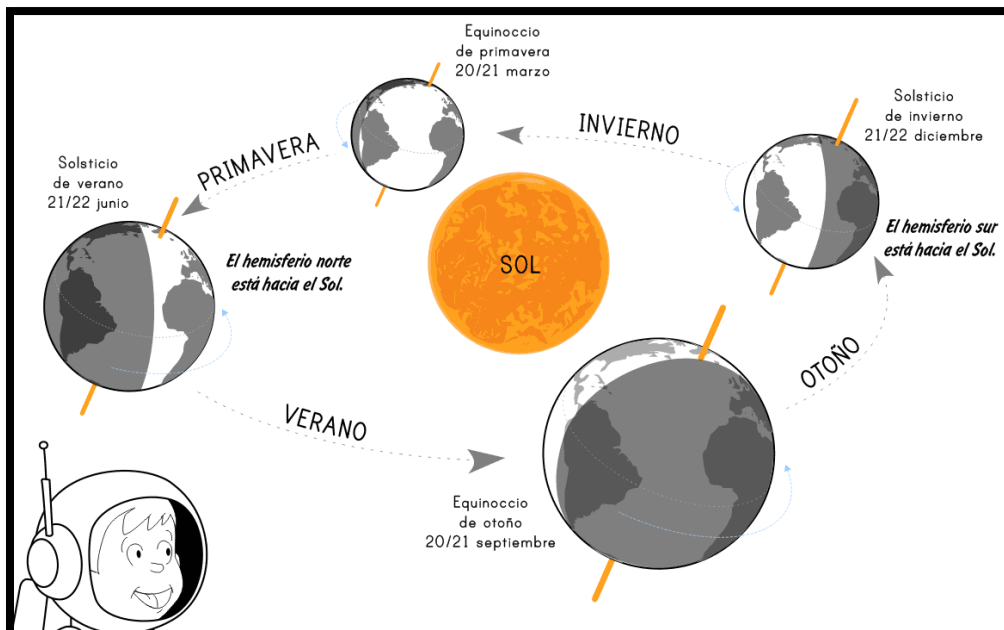 Equinoccio
de primavera
20/21 marzo
Solsticio
de invierno
21/22 diciembre
INVIERNO
PRIMAVERA
Solsticio
de verano
21/22 junio
El hemisferio norte
está hacia el Sol.
SOL
El hemisferio sur
está hacia el Sol.
OTOÑO
VERANO
Equinoccio
de otoño
20/21 septiembre